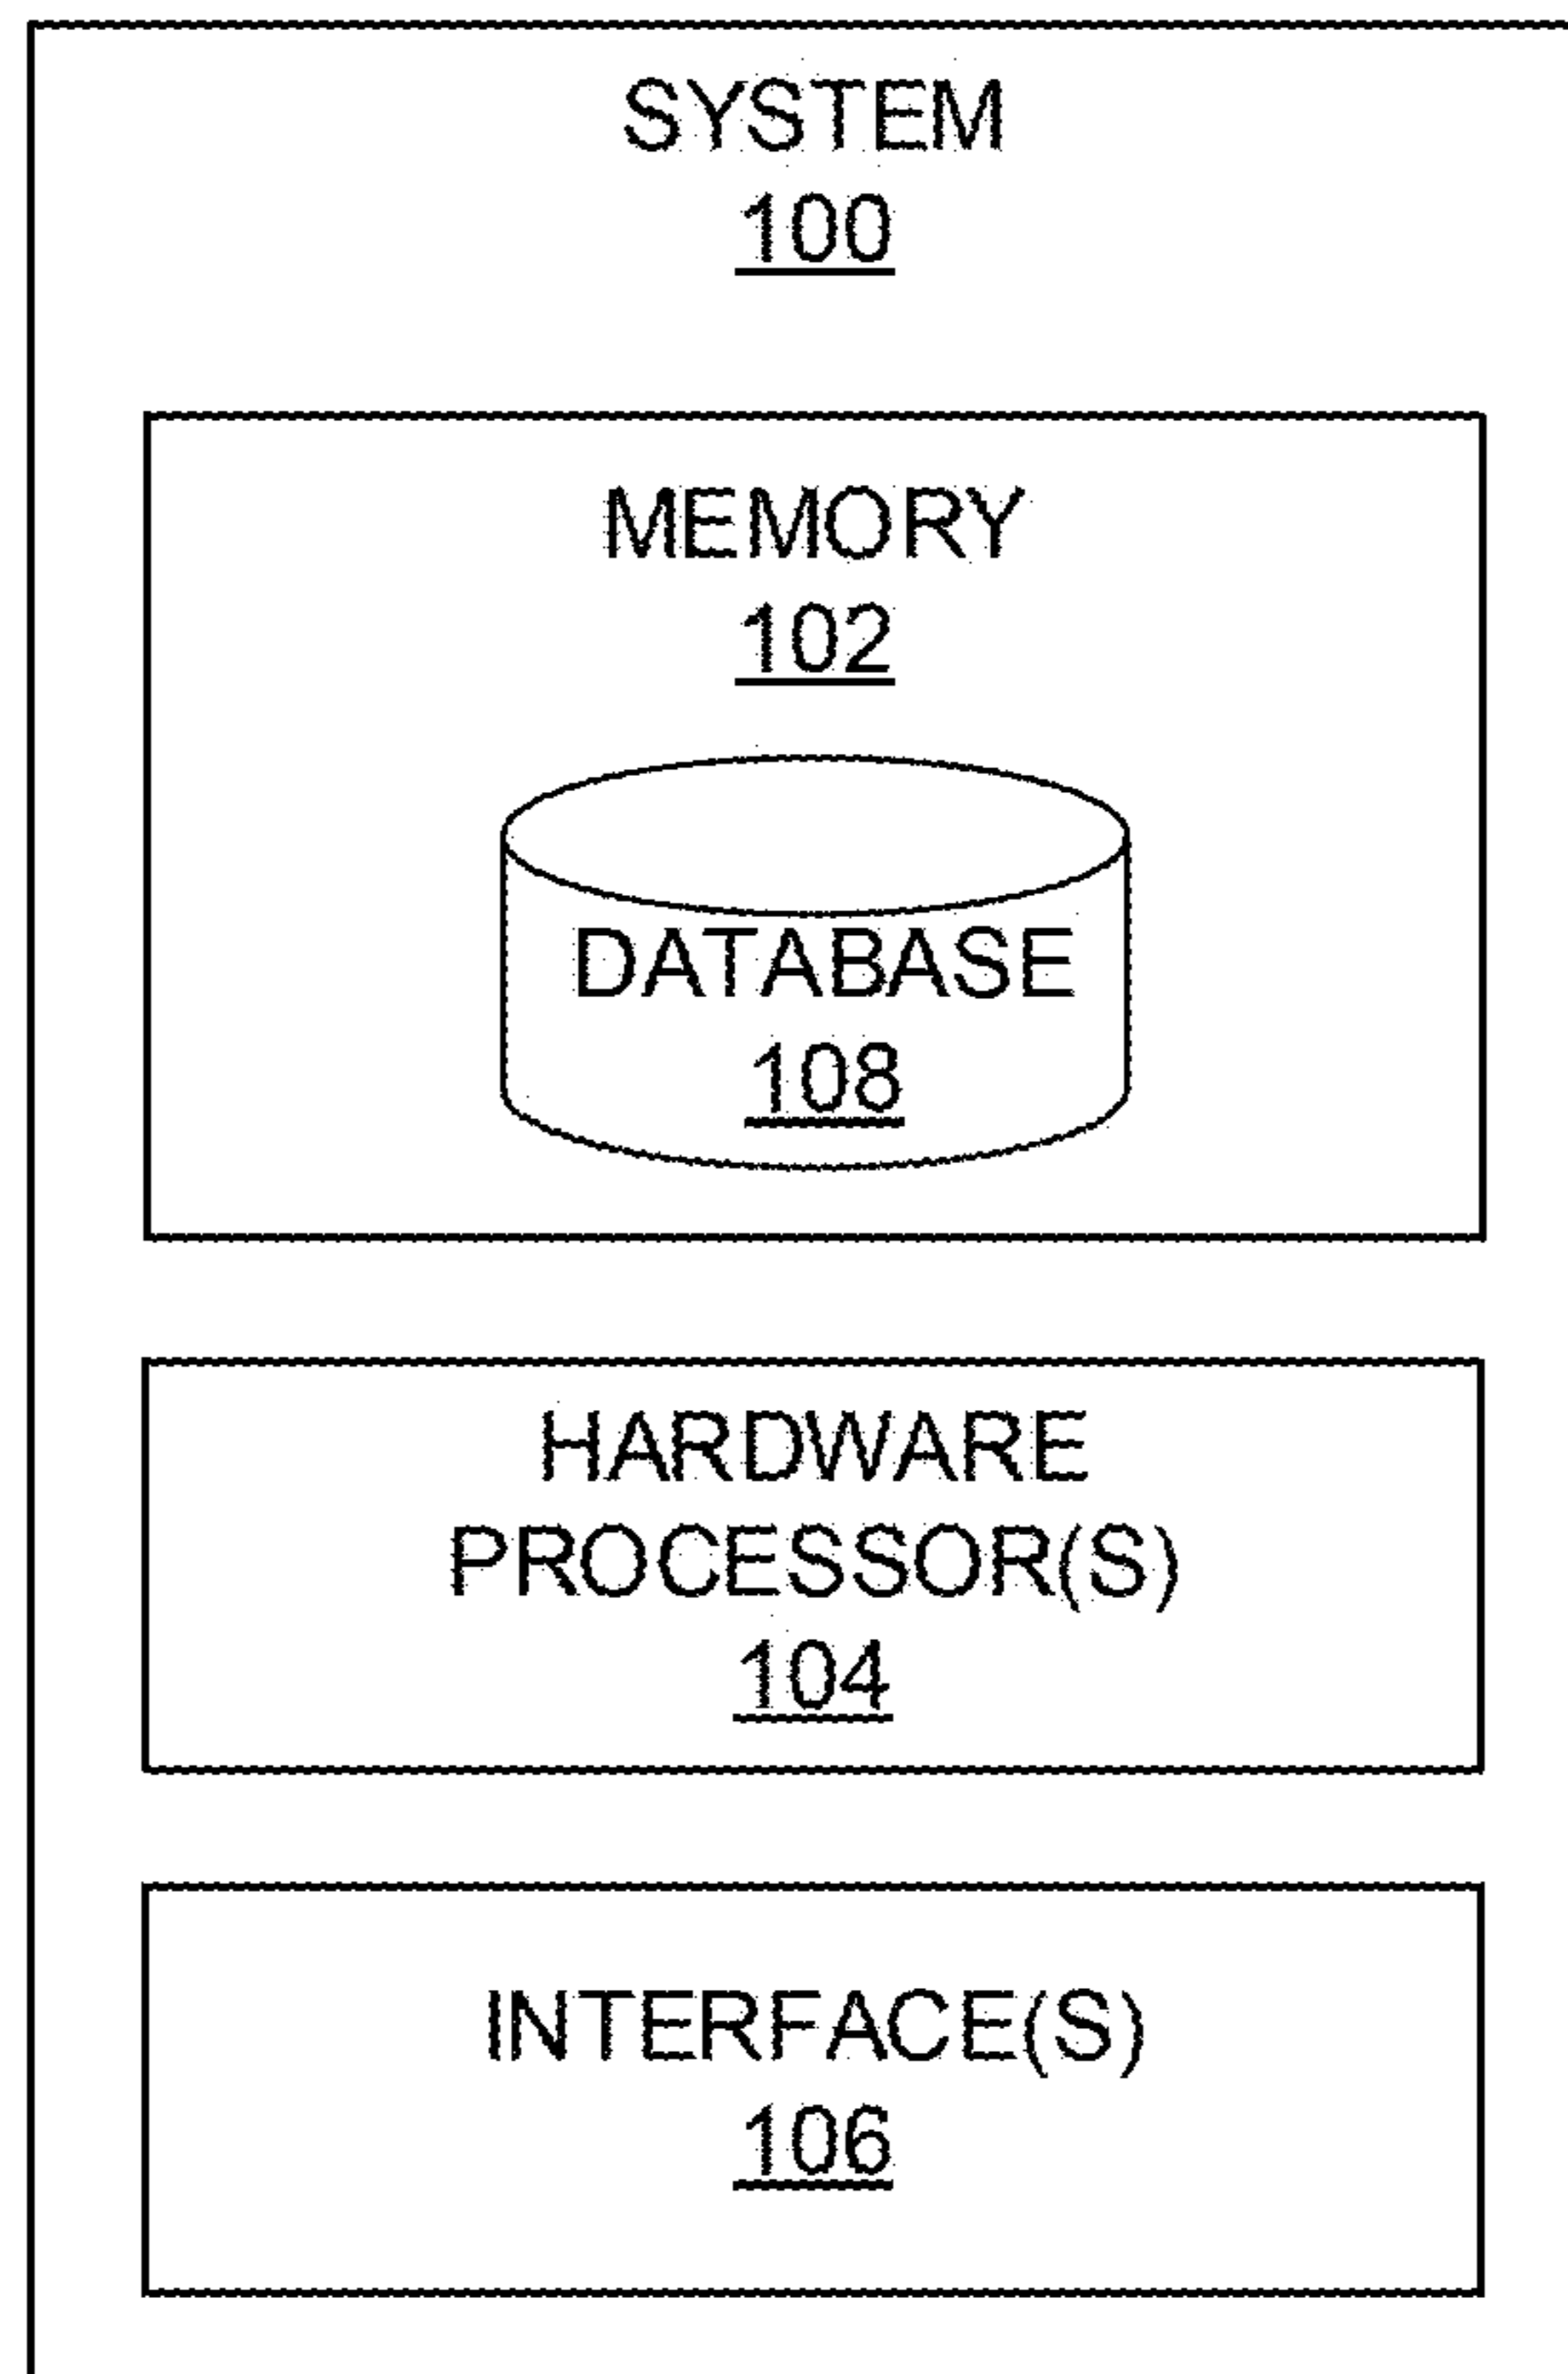 SYSTEM
100
MEMORY
102
DATABASE
108
HARDWARE
PROCESSOR(S)
104
INTERFACE(S)
106